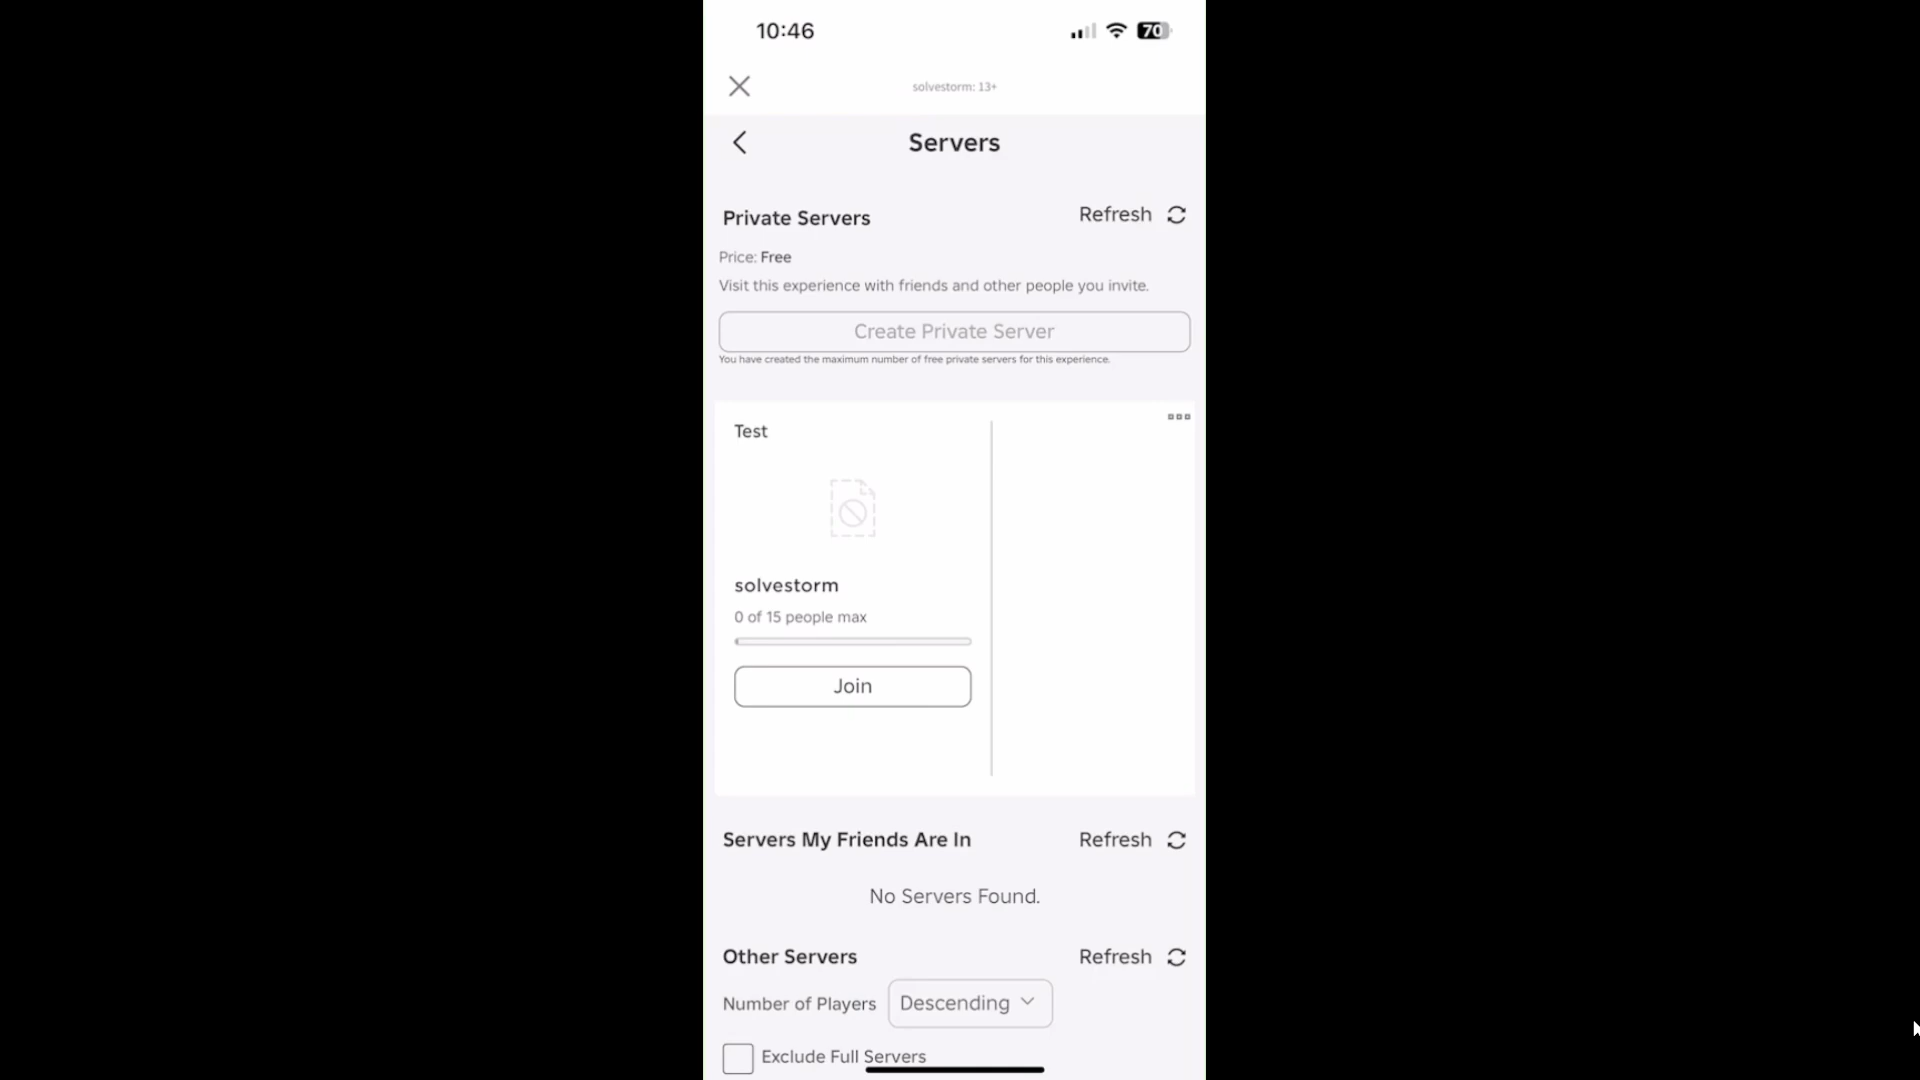 10:46
70
solvestorm: 13+
Servers
Private Servers
Refresh
Price: Free
Visit this experience with friends and other people you invite.
Create Private Server
You have created the maximum number of free private servers for this experience.
Test
solvestorm
0 of 15 people max
Join
Servers My Friends Are In
Refresh
No Servers Found.
Other Servers
Refresh
Number of Players
Descending
Exclude Full Servers